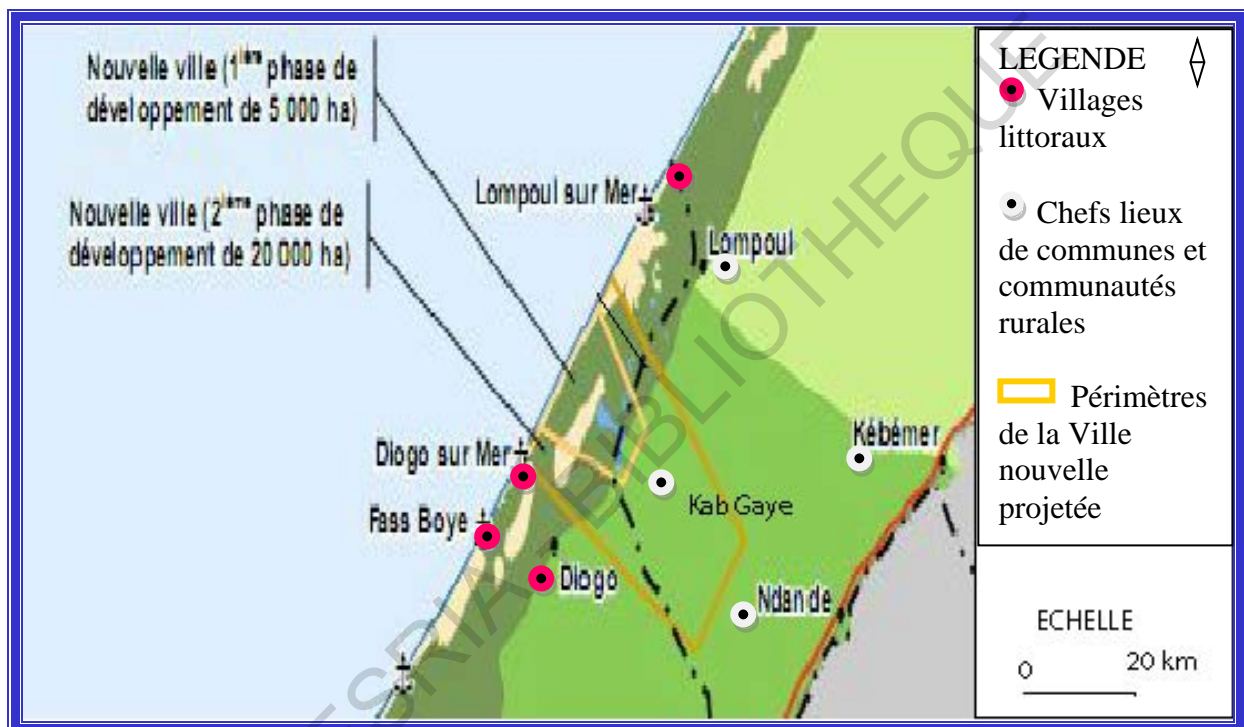 Nouvelle ville (1ière phase de
développement de 5 000 ha)
Nouvelle ville (2ième phase de
développement de 20 000 ha)
Lompoul sur Mer
Lompoul
Kébémer
Diogo sur Mer
Kab Gaye
Fass Boye
Diogo
Ndande
LEGENDE
Villages
littoraux
Chefs lieux
de communes et
communautés
rurales
Périmètres
de la Ville
nouvelle
projetée
ECHELLE
0 20 km
BIBLIOTHEQUE